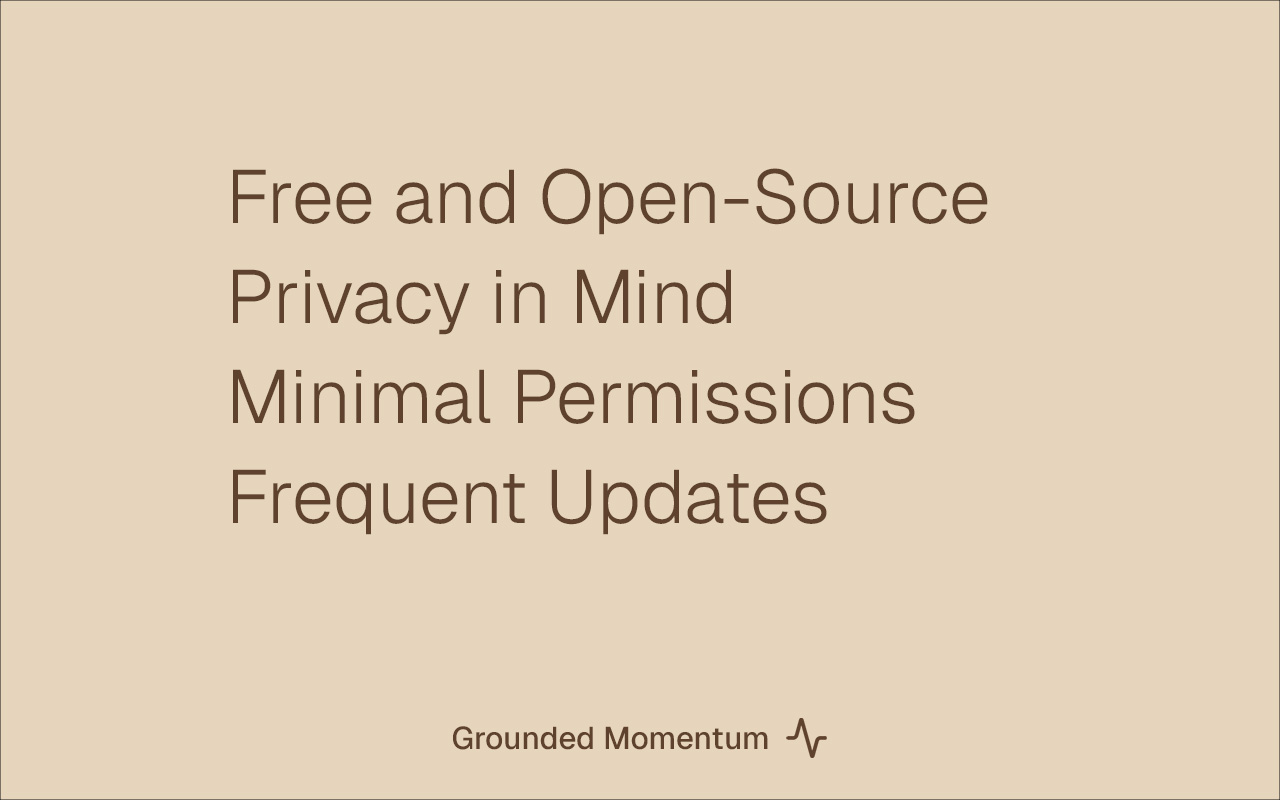 Free and Open-Source
Privacy in Mind
Minimal Permissions
Frequent Updates
Grounded Momentum